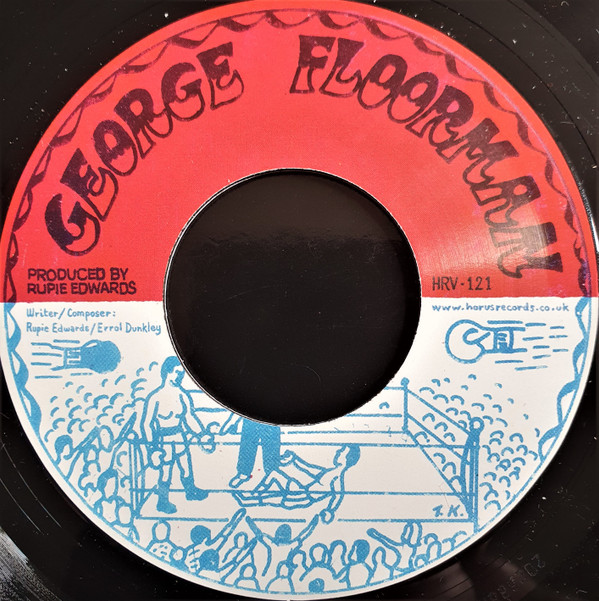 GEORGE FLOORMAN
PRODUCED BY
RUPIE EDWARDS
HRV-121
Writer/Composer:
Rupie Edwards/Errol Dunkley
www.horusrecords.co.uk
T.K.